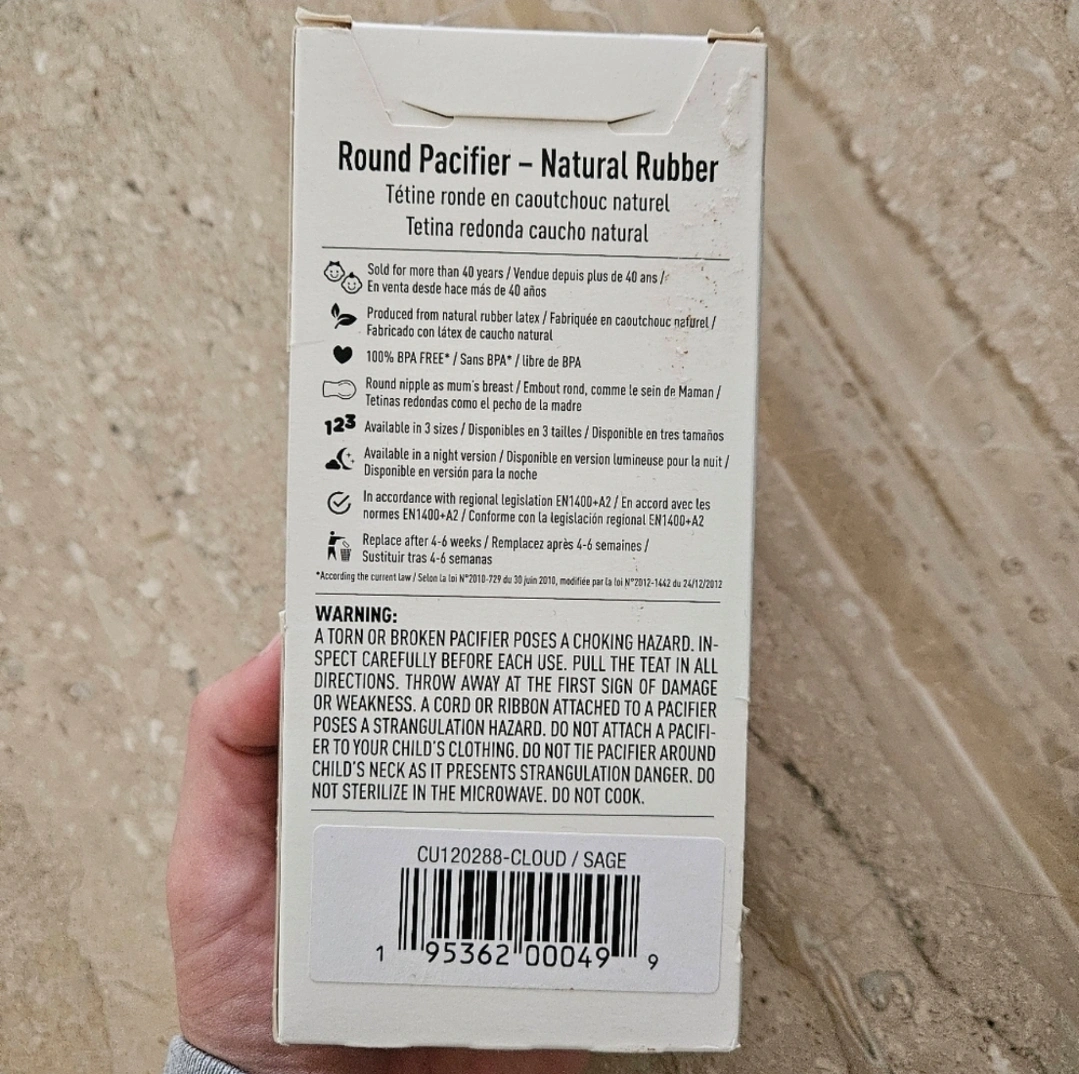 Round Pacifier – Natural Rubber
Tétine ronde en caoutchouc naturel
Tetina redonda caucho natural
Sold for more than 40 years / Vendue depuis plus de 40 ans /
En venta desde hace más de 40 años
Produced from natural rubber latex / Fabriquée en caoutchouc naturel /
Fabricado con látex de caucho natural
100% BPA FREE* / Sans BPA* / libre de BPA
Round nipple as mum's breast / Embout rond, comme le sein de Maman /
Tetinas redondas como el pecho de la madre
123 Available in 3 sizes / Disponibles en 3 tailles / Disponible en tres tamaños
Available in a night version / Disponible en version lumineuse pour la nuit /
Disponible en versión para la noche
In accordance with regional legislation EN1400+A2 / En accord avec les
normes EN1400+A2 / Conforme con la legislación regional EN1400+A2
Replace after 4-6 weeks / Remplacez après 4-6 semaines /
Sustituir tras 4-6 semanas
*According the current law / Selon la loi N°2010-729 du 30 juin 2010, modifiée par la loi N°2012-1442 du 24/12/2012
WARNING:
A TORN OR BROKEN PACIFIER POSES A CHOKING HAZARD. IN-
SPECT CAREFULLY BEFORE EACH USE. PULL THE TEAT IN ALL
DIRECTIONS. THROW AWAY AT THE FIRST SIGN OF DAMAGE
OR WEAKNESS. A CORD OR RIBBON ATTACHED TO A PACIFIER
POSES A STRANGULATION HAZARD. DO NOT ATTACH A PACIFI-
ER TO YOUR CHILD'S CLOTHING. DO NOT TIE PACIFIER AROUND
CHILD'S NECK AS IT PRESENTS STRANGULATION DANGER. DO
NOT STERILIZE IN THE MICROWAVE. DO NOT COOK.
CU120288-CLOUD / SAGE
1 95362 00049 9